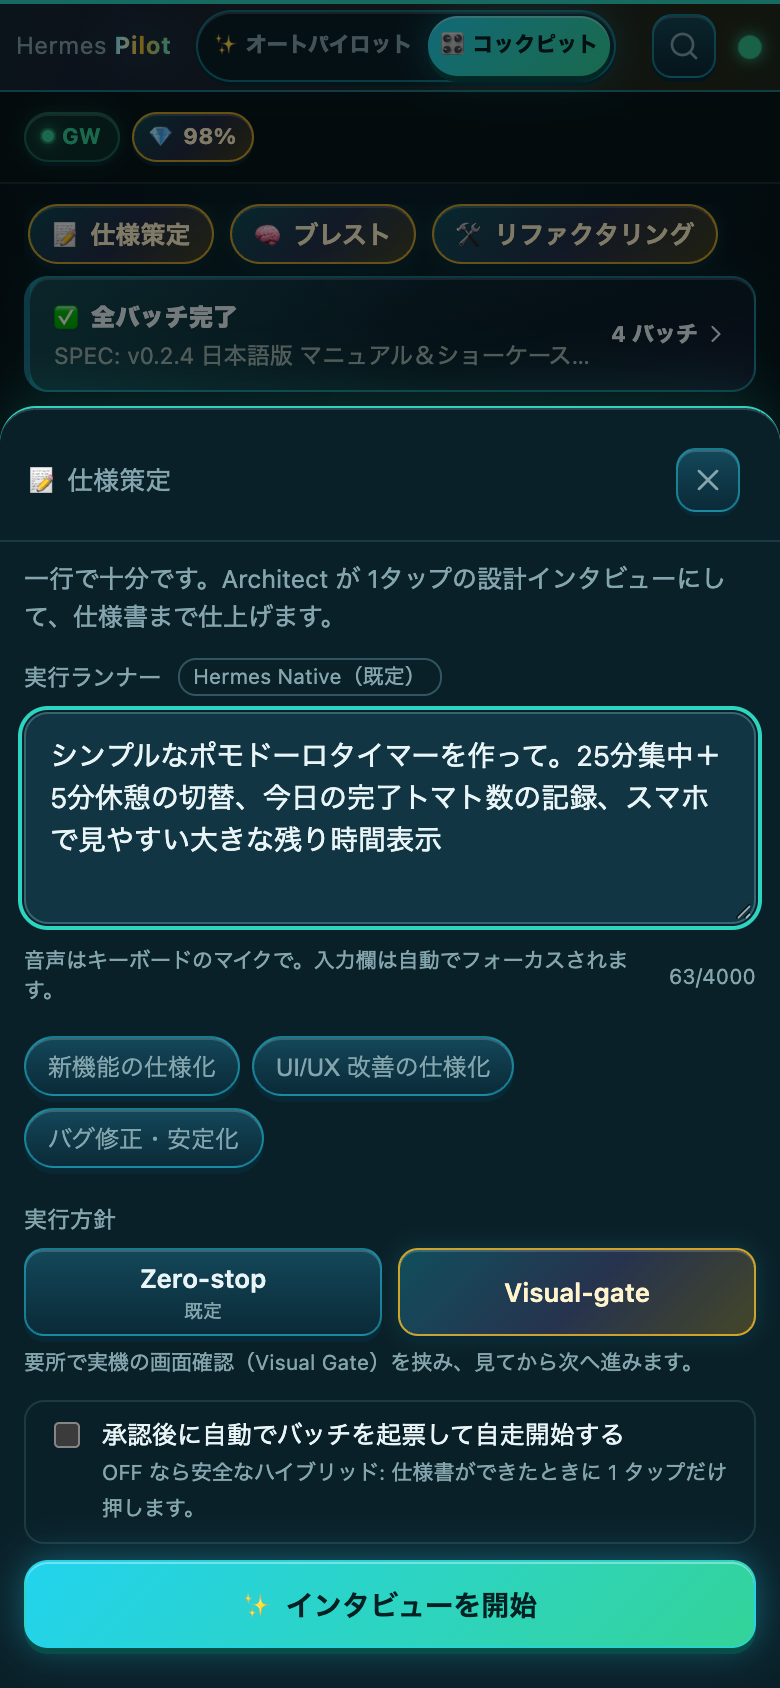 Hermes Pilot
✨ オートパイロット
🎛️ コックピット
GW
💎 98%
📝 仕様策定
🧠 ブレスト
🛠️ リファクタリング
✅ 全バッチ完了
SPEC: v0.2.4 日本語版 マニュアル＆ショーケース...
4 バッチ
📝 仕様策定
一行で十分です。Architect が 1タップの設計インタビューにし
て、仕様書まで仕上げます。
実行ランナー
Hermes Native（既定）
シンプルなポモドーロタイマーを作って。25分集中＋
5分休憩の切替、今日の完了トマト数の記録、スマホ
で見やすい大きな残り時間表示
音声はキーボードのマイクで。入力欄は自動でフォーカスされま
す。
63/4000
新機能の仕様化
UI/UX 改善の仕様化
バグ修正・安定化
実行方針
Zero-stop
既定
Visual-gate
要所で実機の画面確認（Visual Gate）を挟み、見てから次へ進みます。
承認後に自動でバッチを起票して自走開始する
OFF なら安全なハイブリッド: 仕様書ができたときに 1 タップだけ
押します。
✨ インタビューを開始